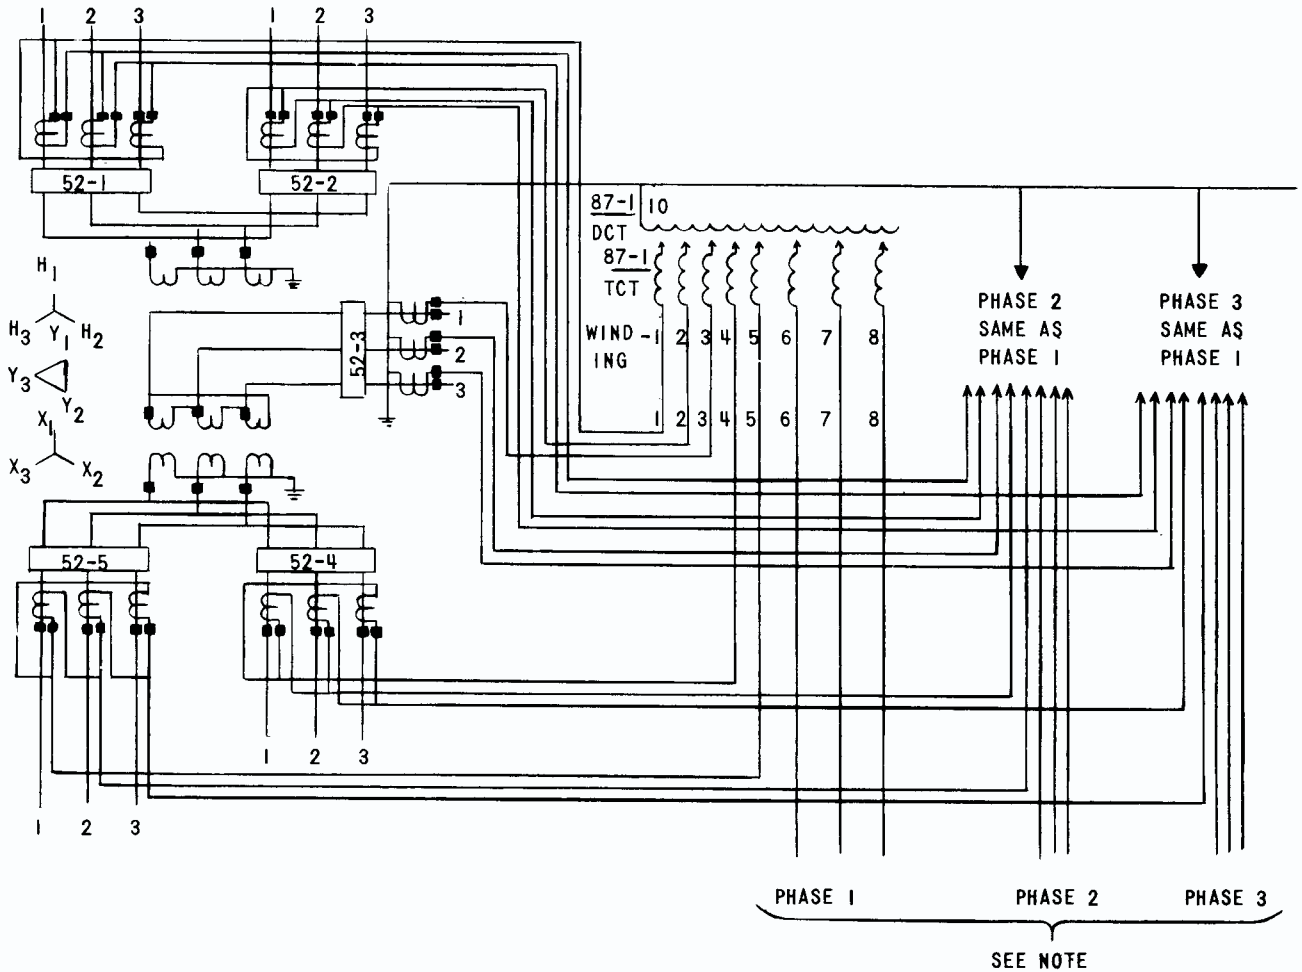 1 2 3 1 2 3
52-1 52-2
87-1 10
DCT
87-1
TCT
H1
H3 H2
Y1
Y3
Y2
X1
X3 X2
52-3
1
2
3
WIND- 1 2 3 4 5 6 7 8
ING
1 2 3 4 5 6 7 8
PHASE 2
SAME AS
PHASE 1
PHASE 3
SAME AS
PHASE 1
52-5 52-4
1 2 3
1 2 3
PHASE 1 PHASE 2 PHASE 3
SEE NOTE